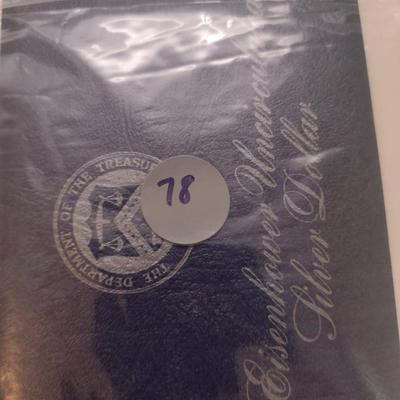 THE DEPARTMENT OF THE TREASURY
78
Eisenhower Uncirculated
Silver Dollar